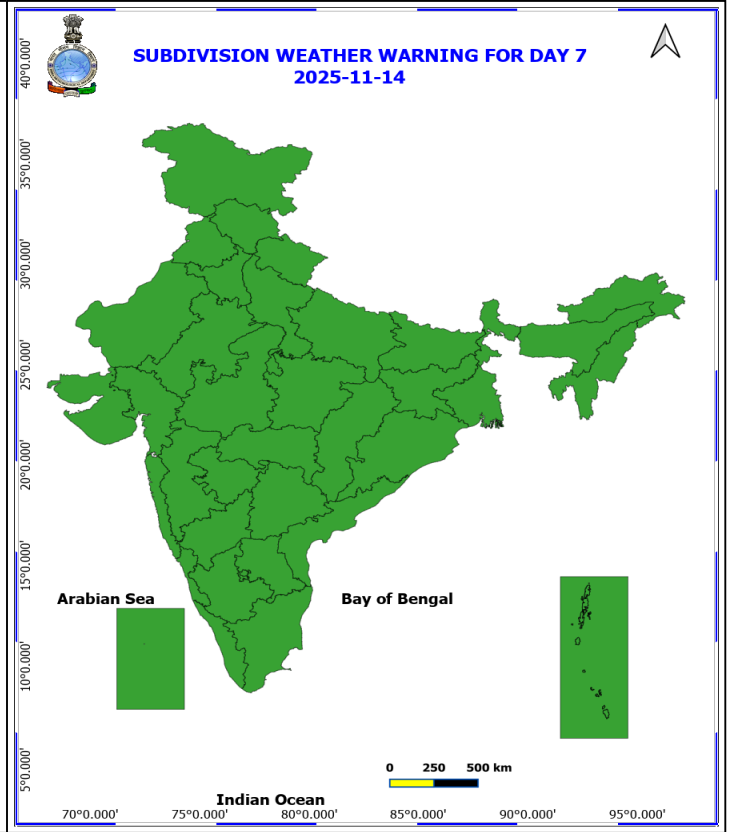 SUBDIVISION WEATHER WARNING FOR DAY 7
2025-11-14
40°0.000'
35°0.000'
30°0.000'
25°0.000'
20°0.000'
15°0.000'
10°0.000'
5°0.000'
Arabian Sea
Bay of Bengal
0 250 500 km
Indian Ocean
70°0.000' 75°0.000' 80°0.000' 85°0.000' 90°0.000' 95°0.000'